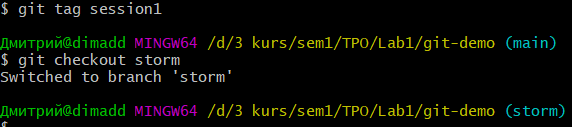 $ git tag session1
Дмитрий@dimadd MINGW64 /d/3 kurs/sem1/TPO/Lab1/git-demo (main)
$ git checkout storm
Switched to branch 'storm'
Дмитрий@dimadd MINGW64 /d/3 kurs/sem1/TPO/Lab1/git-demo (storm)
$